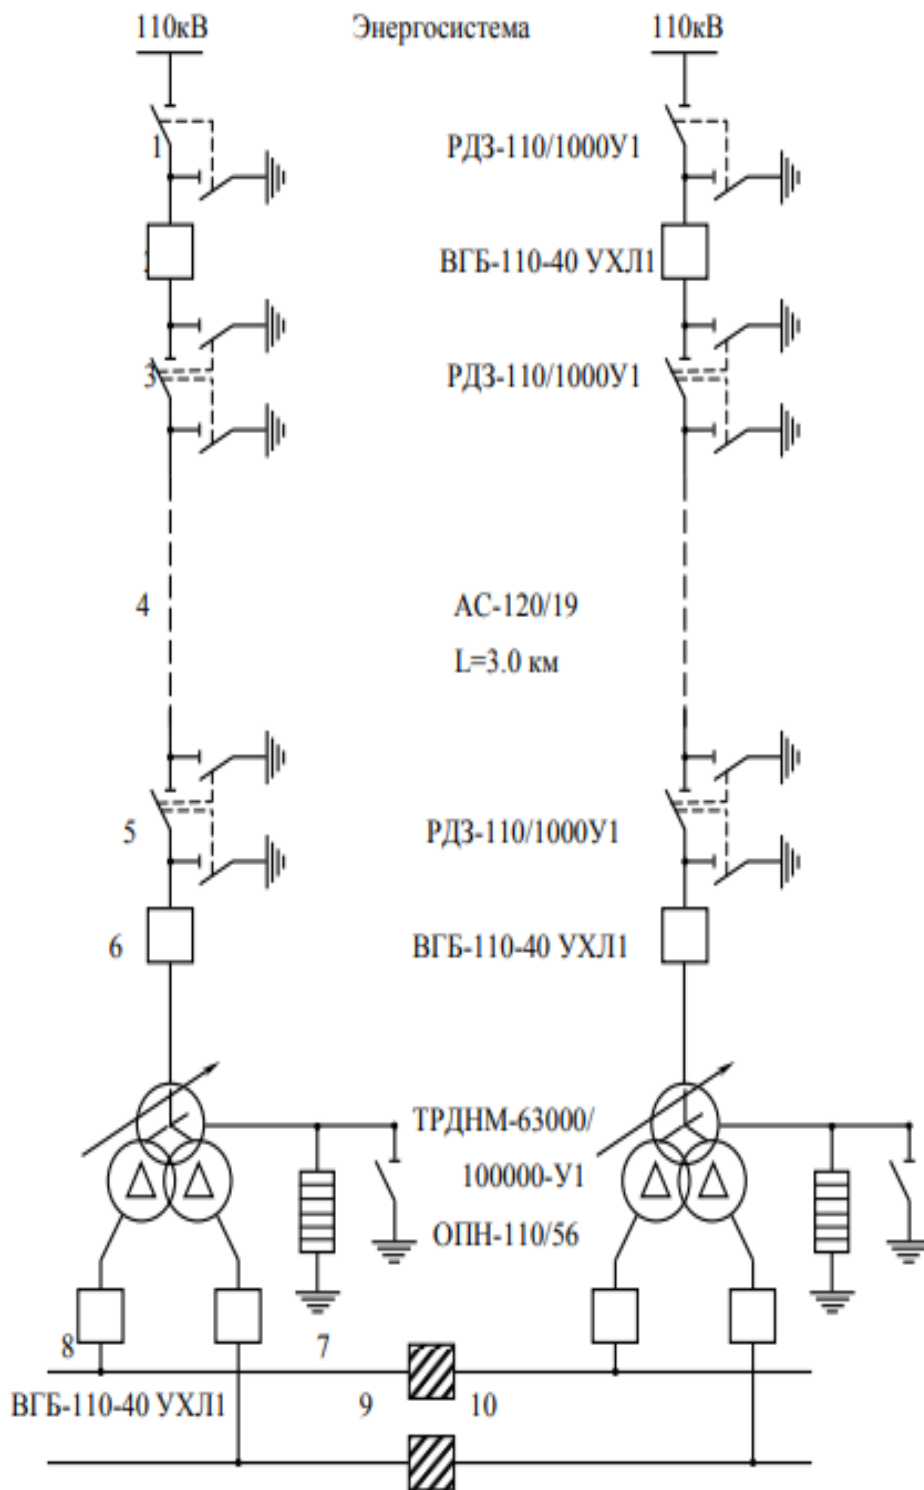 110кВ Энергосистема 110кВ
1 РДЗ-110/1000У1
2 ВГБ-110-40 УХЛ1
3 РДЗ-110/1000У1
4 АС-120/19
L=3.0 км
5 РДЗ-110/1000У1
6 ВГБ-110-40 УХЛ1
ТРДНМ-63000/
100000-У1
ОПН-110/56
8 7
ВГБ-110-40 УХЛ1 9 10